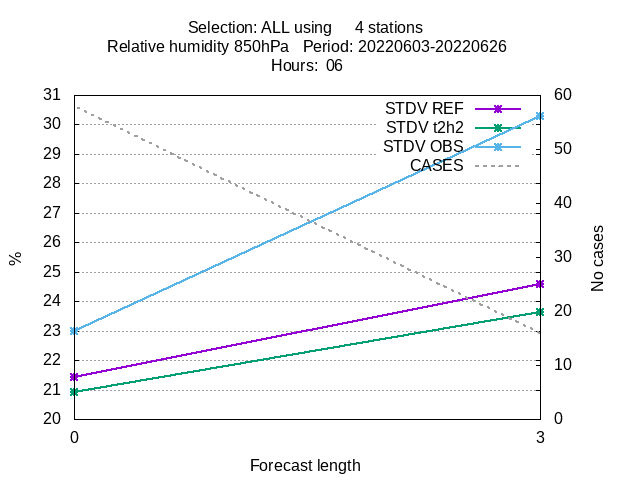 Selection: ALL using     4 stations
Relative humidity 850hPa   Period: 20220603-20220626
Hours:  06
31
30
29
28
27
26
25
24
23
22
21
20
%
STDV REF
STDV t2h2
STDV OBS
CASES
60
50
40
30
20
10
0
No cases
0
3
Forecast length